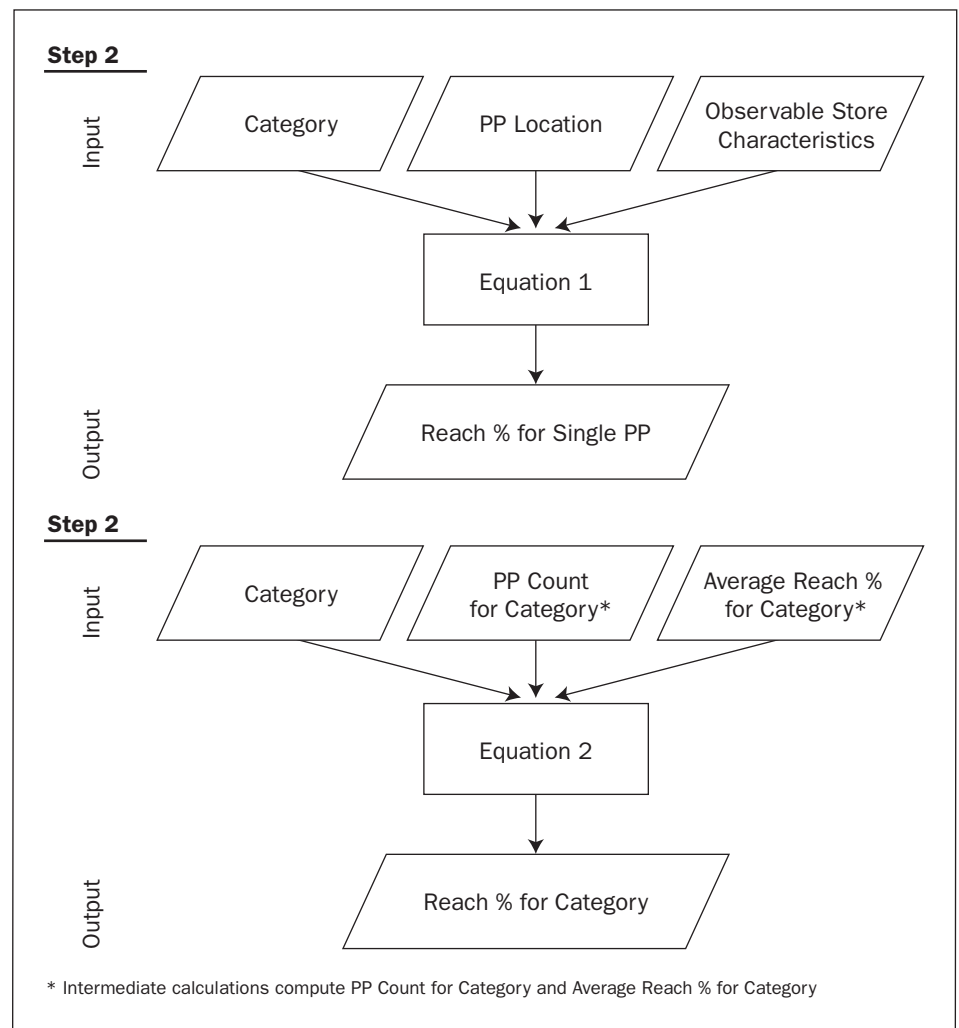 Step 2
Input
Category
PP Location
Observable Store
Characteristics
Equation 1
Output
Reach % for Single PP
Step 2
Input
Category
PP Count
for Category*
Average Reach %
for Category*
Equation 2
Output
Reach % for Category
* Intermediate calculations compute PP Count for Category and Average Reach % for Category